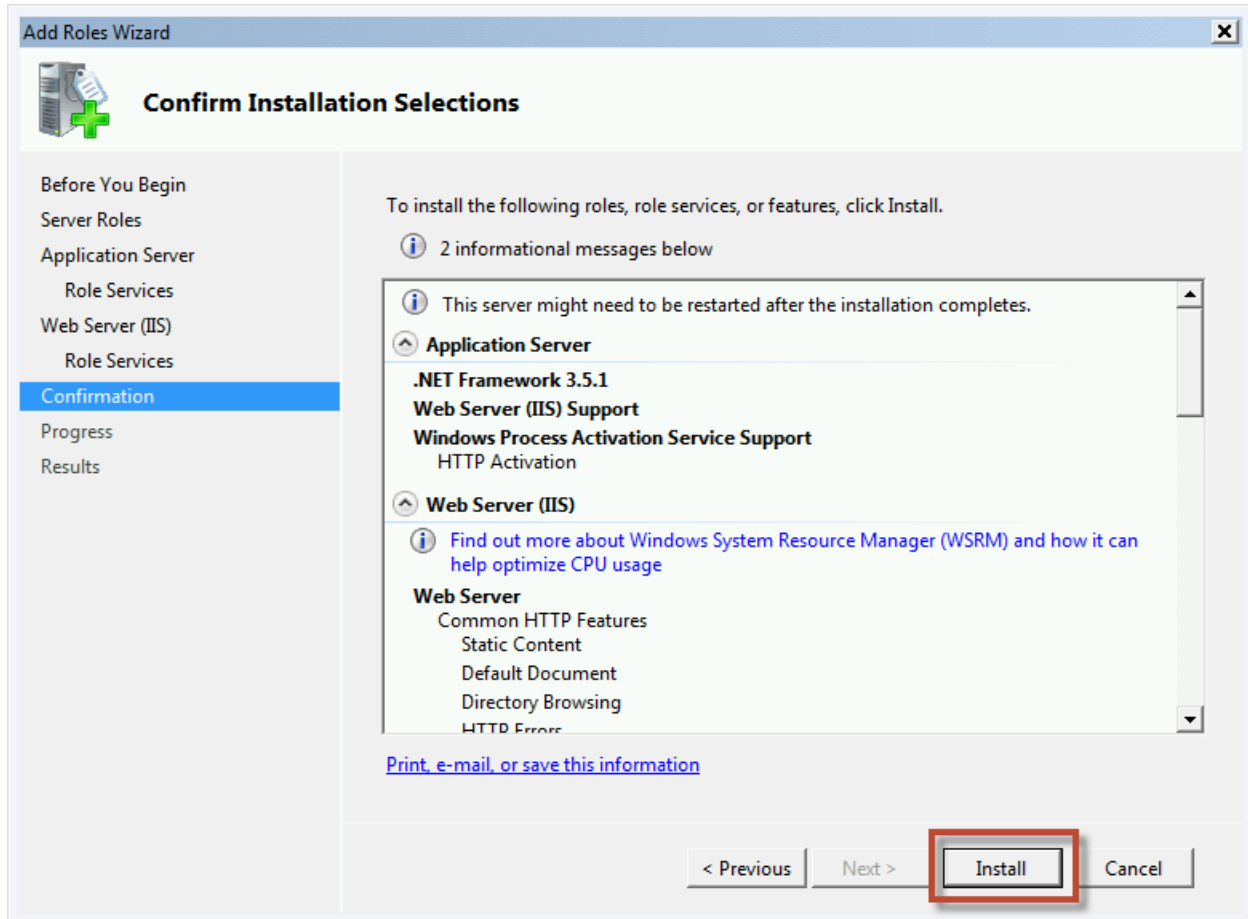 Add Roles Wizard
Confirm Installation Selections
Before You Begin
Server Roles
Application Server
Role Services
Web Server (IIS)
Role Services
Confirmation
Progress
Results
To install the following roles, role services, or features, click Install.
2 informational messages below
This server might need to be restarted after the installation completes.
Application Server
.NET Framework 3.5.1
Web Server (IIS) Support
Windows Process Activation Service Support
HTTP Activation
Web Server (IIS)
Find out more about Windows System Resource Manager (WSRM) and how it can
help optimize CPU usage
Web Server
Common HTTP Features
Static Content
Default Document
Directory Browsing
HTTP Errors
Print, e-mail, or save this information
< Previous
Next >
Install
Cancel